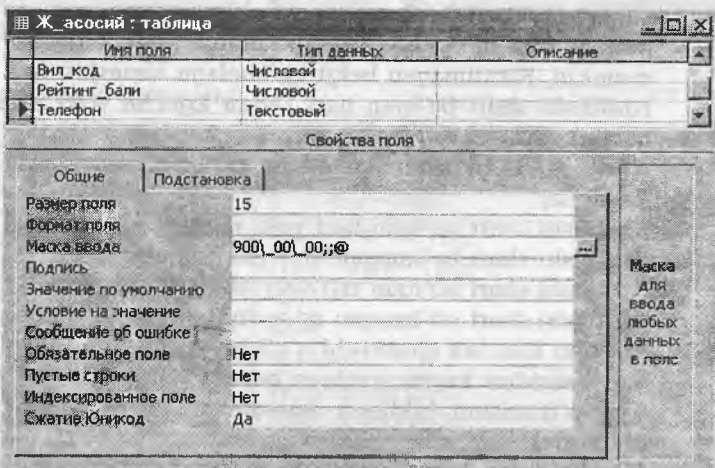 Ж_асосий : таблица
Имя поля Тип данных Описание
Вил_код Числовой
Рейтинг_бали Числовой
Телефон Текстовый
Свойства поля
Общие Подстановка
Размер поля 15
Формат поля
Маска ввода 900\_00\_00;;@
Подпись
Значение по умолчанию
Условие на значение
Сообщение об ошибке
Обязательное поле Нет
Пустые строки Нет
Индексированное поле Нет
Сжатие Юникод Да
Маска
для
ввода
любых
данных
в поле